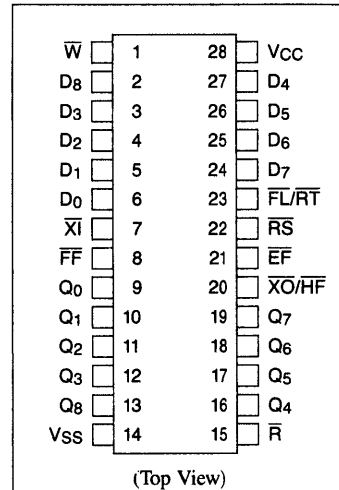 W̅ 1 28 VCC
D8 2 27 D4
D3 3 26 D5
D2 4 25 D6
D1 5 24 D7
D0 6 23 F̅L̅/R̅T̅
X̅I̅ 7 22 R̅S̅
F̅F̅ 8 21 E̅F̅
Q0 9 20 X̅O̅/H̅F̅
Q1 10 19 Q7
Q2 11 18 Q6
Q3 12 17 Q5
Q8 13 16 Q4
VSS 14 15 R̅
(Top View)